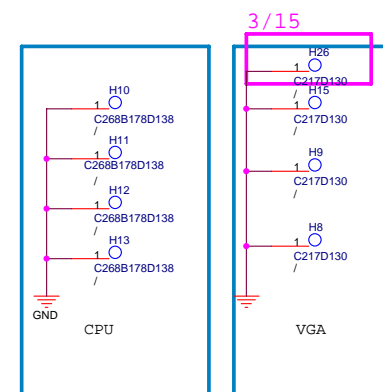 3/15
H10
1
C268B178D138
/
H11
1
C268B178D138
/
H12
1
C268B178D138
/
H13
1
C268B178D138
/
GND
CPU
H26
1
C217D130
H15
1
C217D130
/
H9
1
C217D130
/
H8
1
C217D130
/
VGA